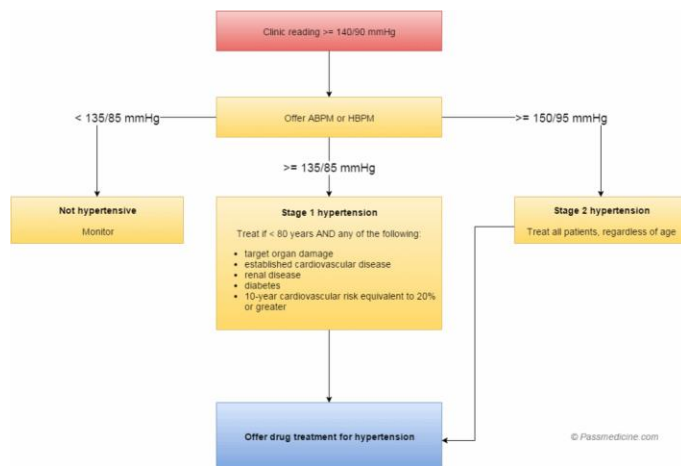 Clinic reading >= 140/90 mmHg
< 135/85 mmHg
Offer ABPM or HBPM
>= 150/95 mmHg
>= 135/85 mmHg
Not hypertensive
Monitor
Stage 1 hypertension
Treat if < 80 years AND any of the following:
• target organ damage
• established cardiovascular disease
• renal disease
• diabetes
• 10-year cardiovascular risk equivalent to 20%
or greater
Stage 2 hypertension
Treat all patients, regardless of age
Offer drug treatment for hypertension
© Passmedicine.com